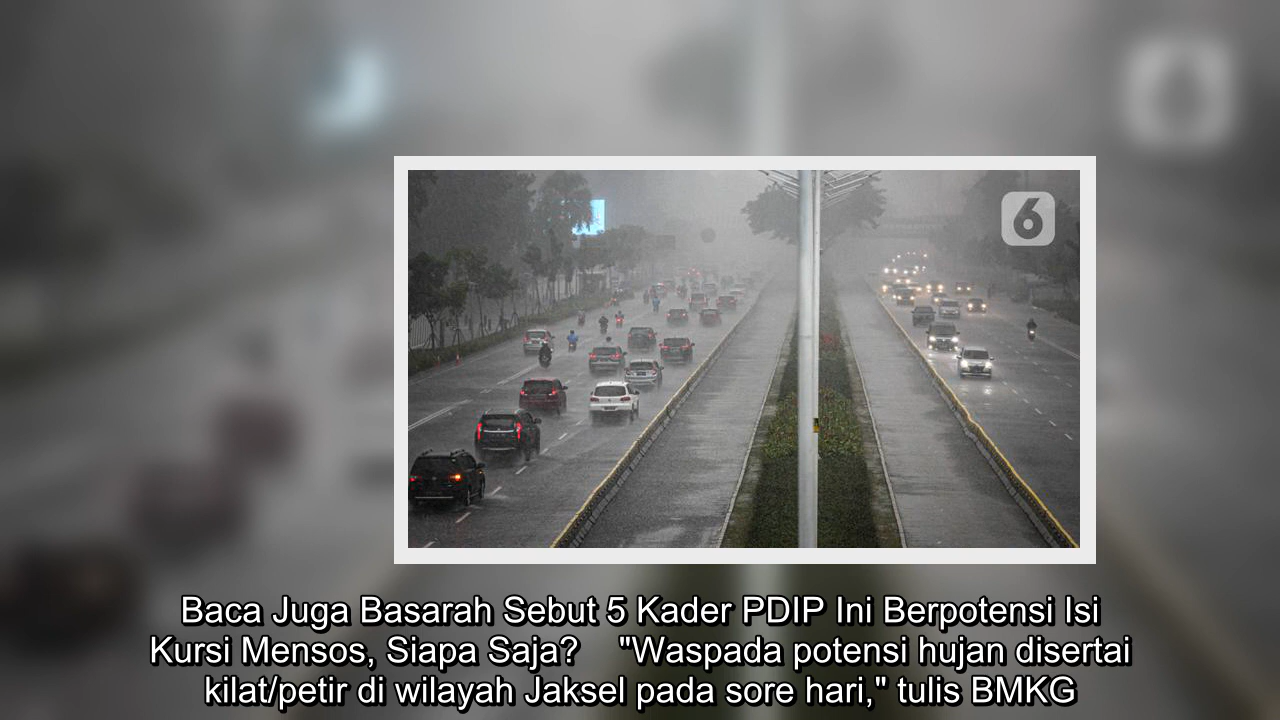 6
Baca Juga Basarah Sebut 5 Kader PDIP Ini Berpotensi Isi
Kursi Mensos, Siapa Saja? "Waspada potensi hujan disertai
kilat/petir di wilayah Jaksel pada sore hari," tulis BMKG